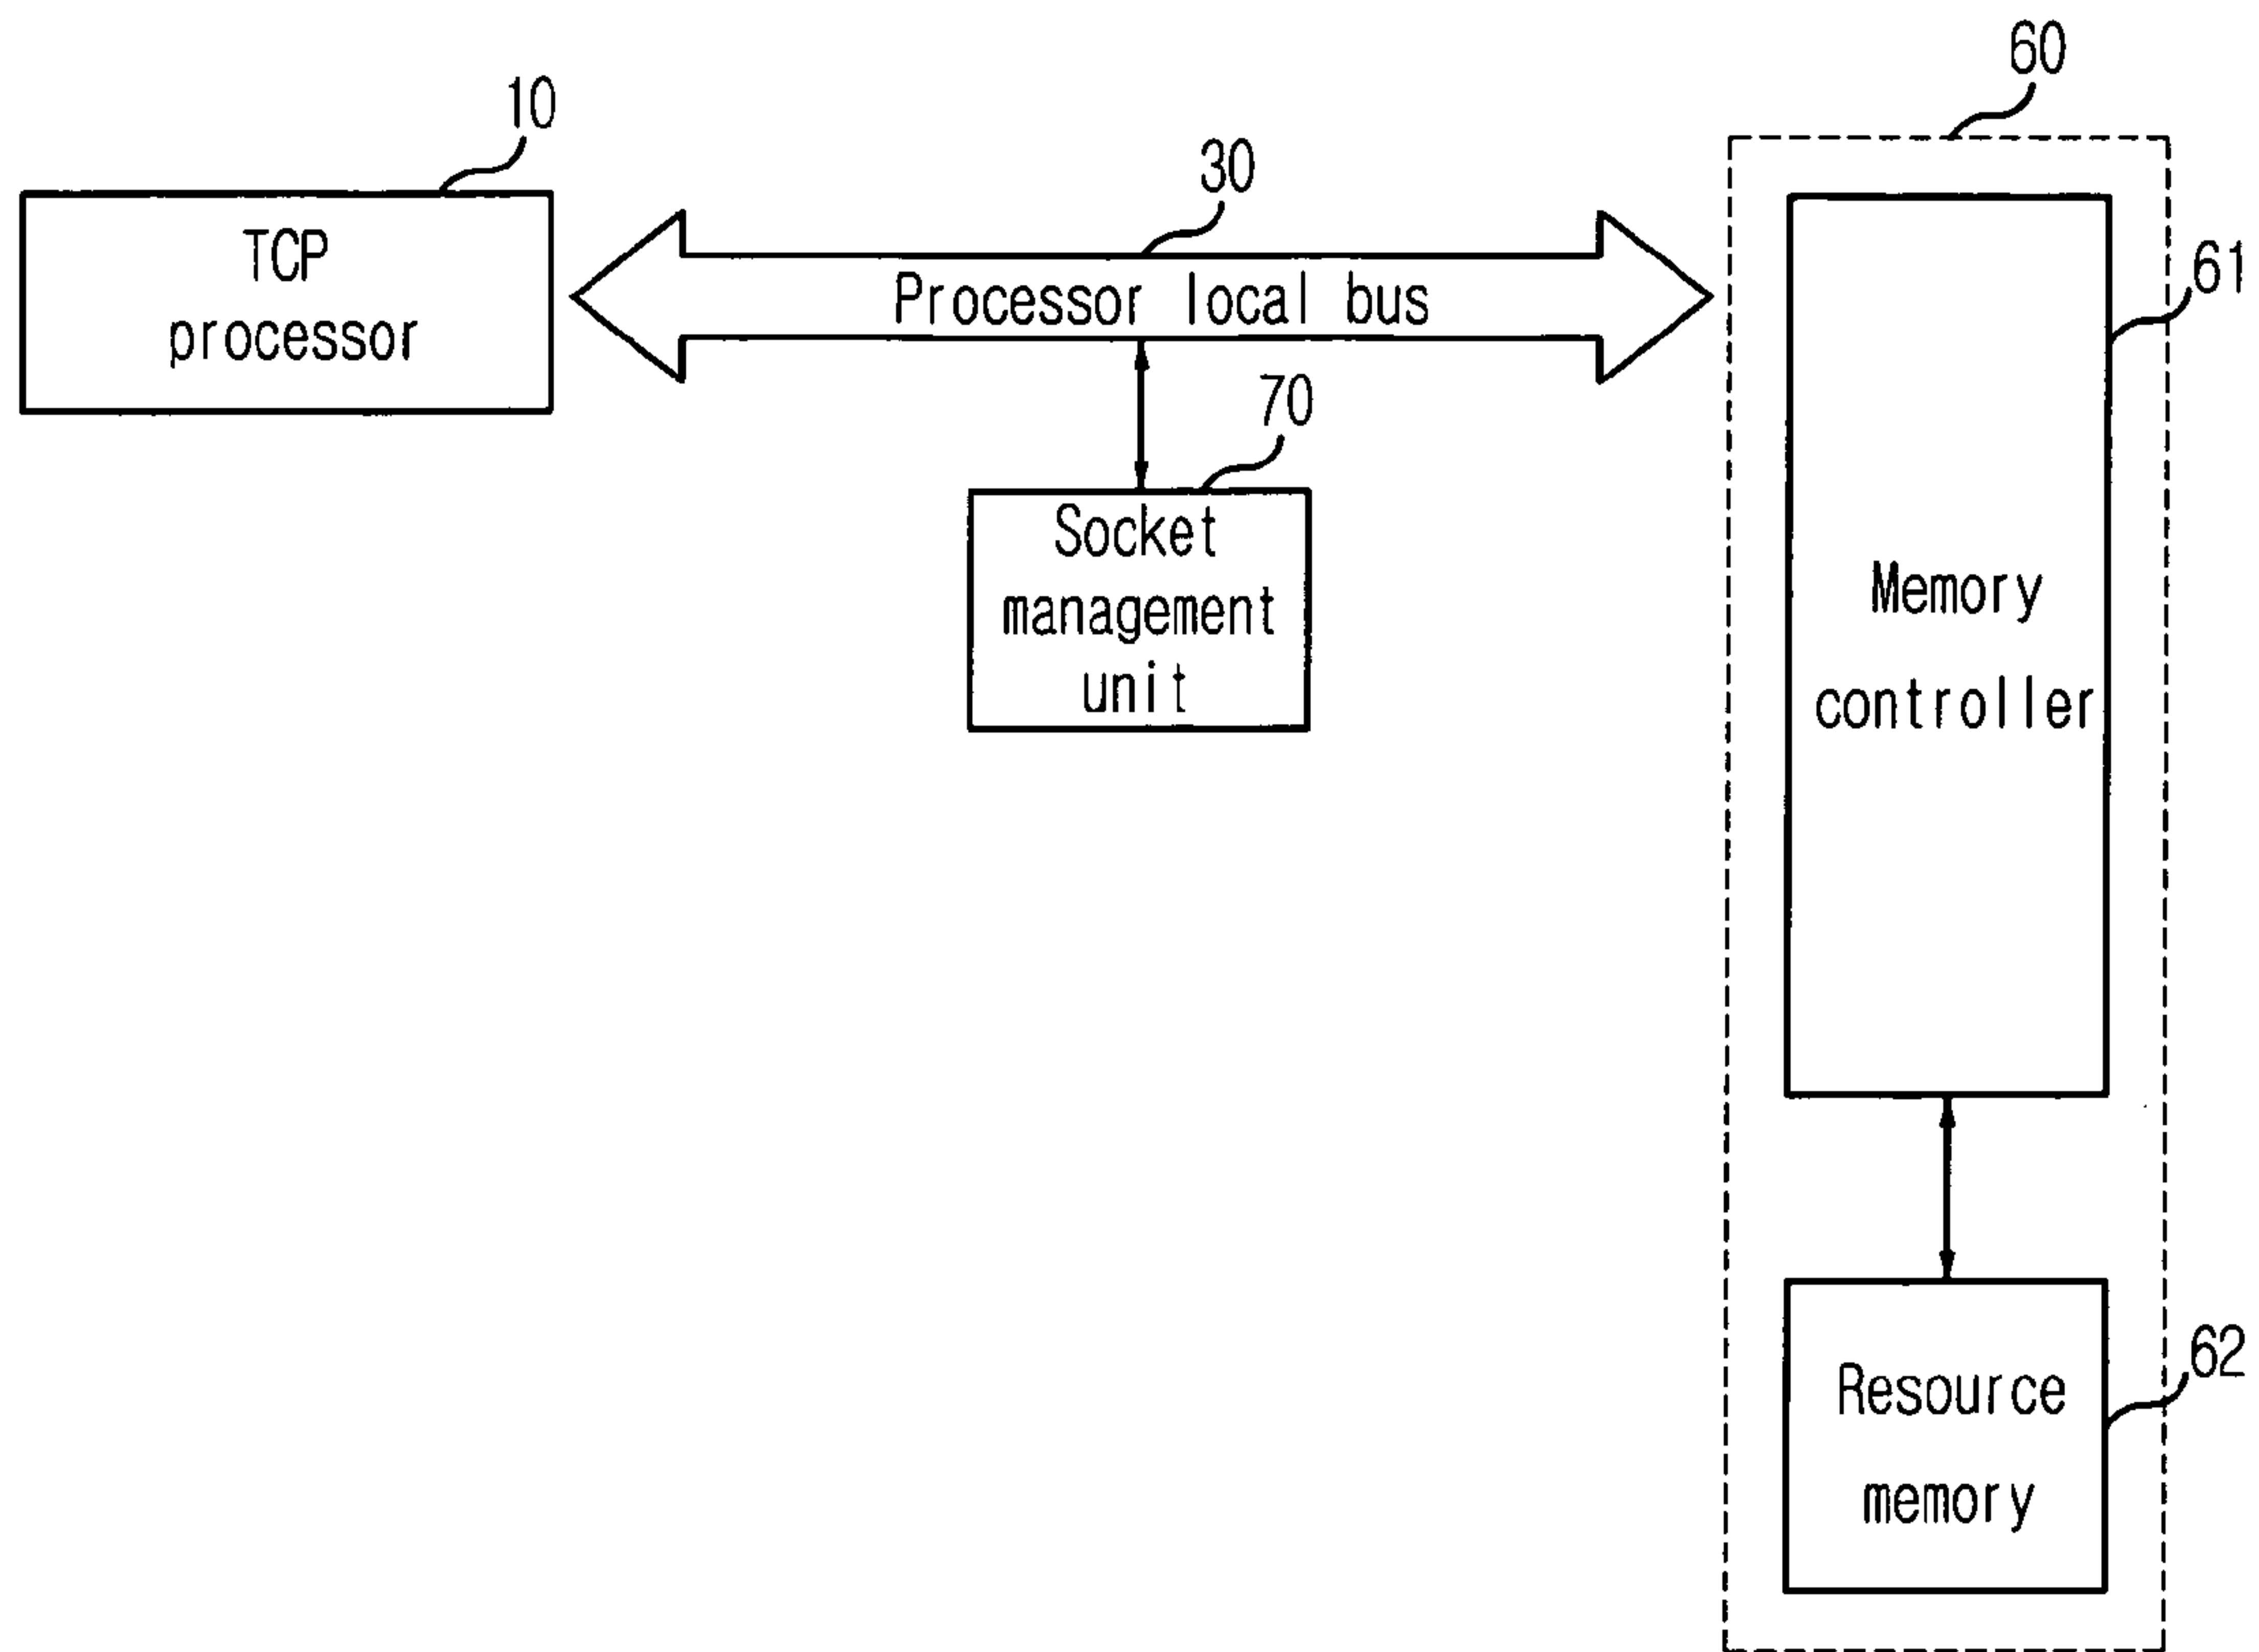 60
10
30
TCP
processor
61
Processor local bus
70
Socket
management
unit
Memory
controller
62
Resource
memory